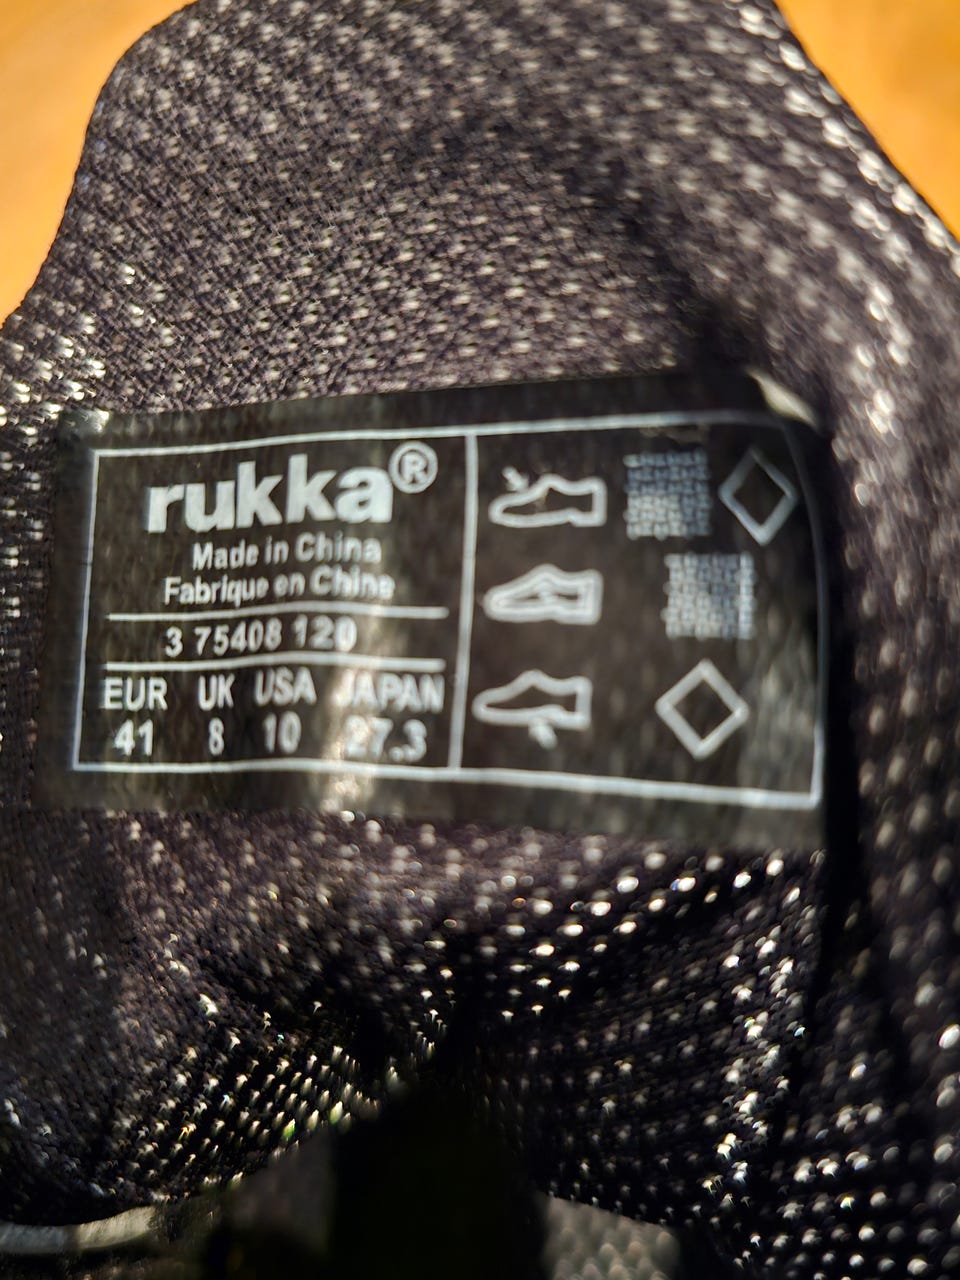 rukka®
Made in China
Fabrique en Chine
3 75408 120
EUR UK USA JAPAN
41 8 10 27.3